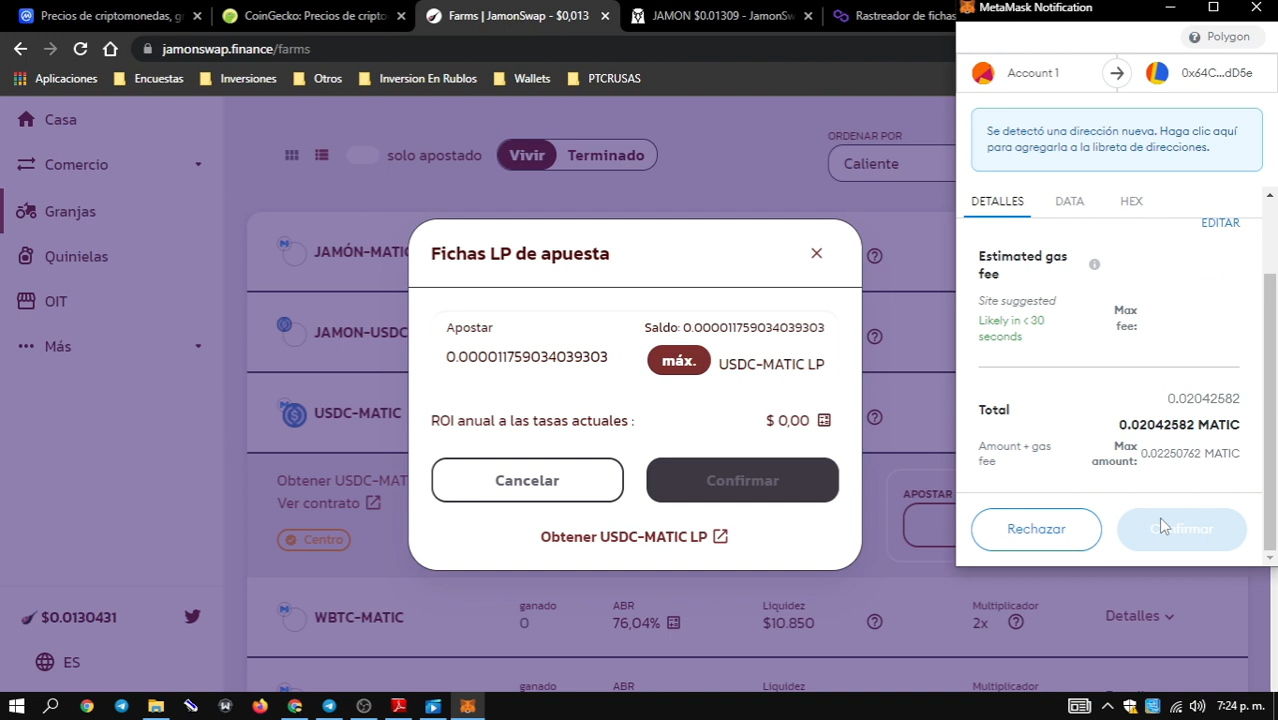 Precios de criptomonedas, g
CoinGecko: Precios de cripto
Farms | JamonSwap - $0,013
JAMON $0.01309 - JamonSw
Rastreador de fichas
MetaMask Notification
jamonswap.finance/farms
Polygon
Aplicaciones
Encuestas
Inversiones
Otros
Inversion En Rublos
Wallets
PTCRUSAS
Account 1
0x64C...dD5e
Casa
Comercio
Granjas
Quinielas
OIT
Más
$0.0130431
ES
solo apostado
Vivir
Terminado
ORDENAR POR
Caliente
JAMÓN-MATIC
JAMON-USDC
USDC-MATIC
Obtener USDC-MAT
Ver contrato
Centro
APOSTAR
Fichas LP de apuesta
Apostar
Saldo: 0.000011759034039303
0.000011759034039303
máx.
USDC-MATIC LP
ROI anual a las tasas actuales :
$ 0,00
Cancelar
Confirmar
Obtener USDC-MATIC LP
WBTC-MATIC
ganado
0
ABR
76,04%
Liquidez
$10.850
Multiplicador
2x
Detalles
ganado
ABR
Liquidez
Multiplicador
Se detectó una dirección nueva. Haga clic aquí
para agregarla a la libreta de direcciones.
DETALLES
DATA
HEX
EDITAR
Estimated gas
fee
Site suggested
Likely in < 30
seconds
Max
fee:
Total
0.02042582
0.02042582 MATIC
Amount + gas
fee
Max
amount:
0.02250762 MATIC
Rechazar
Confirmar
7:24 p. m.